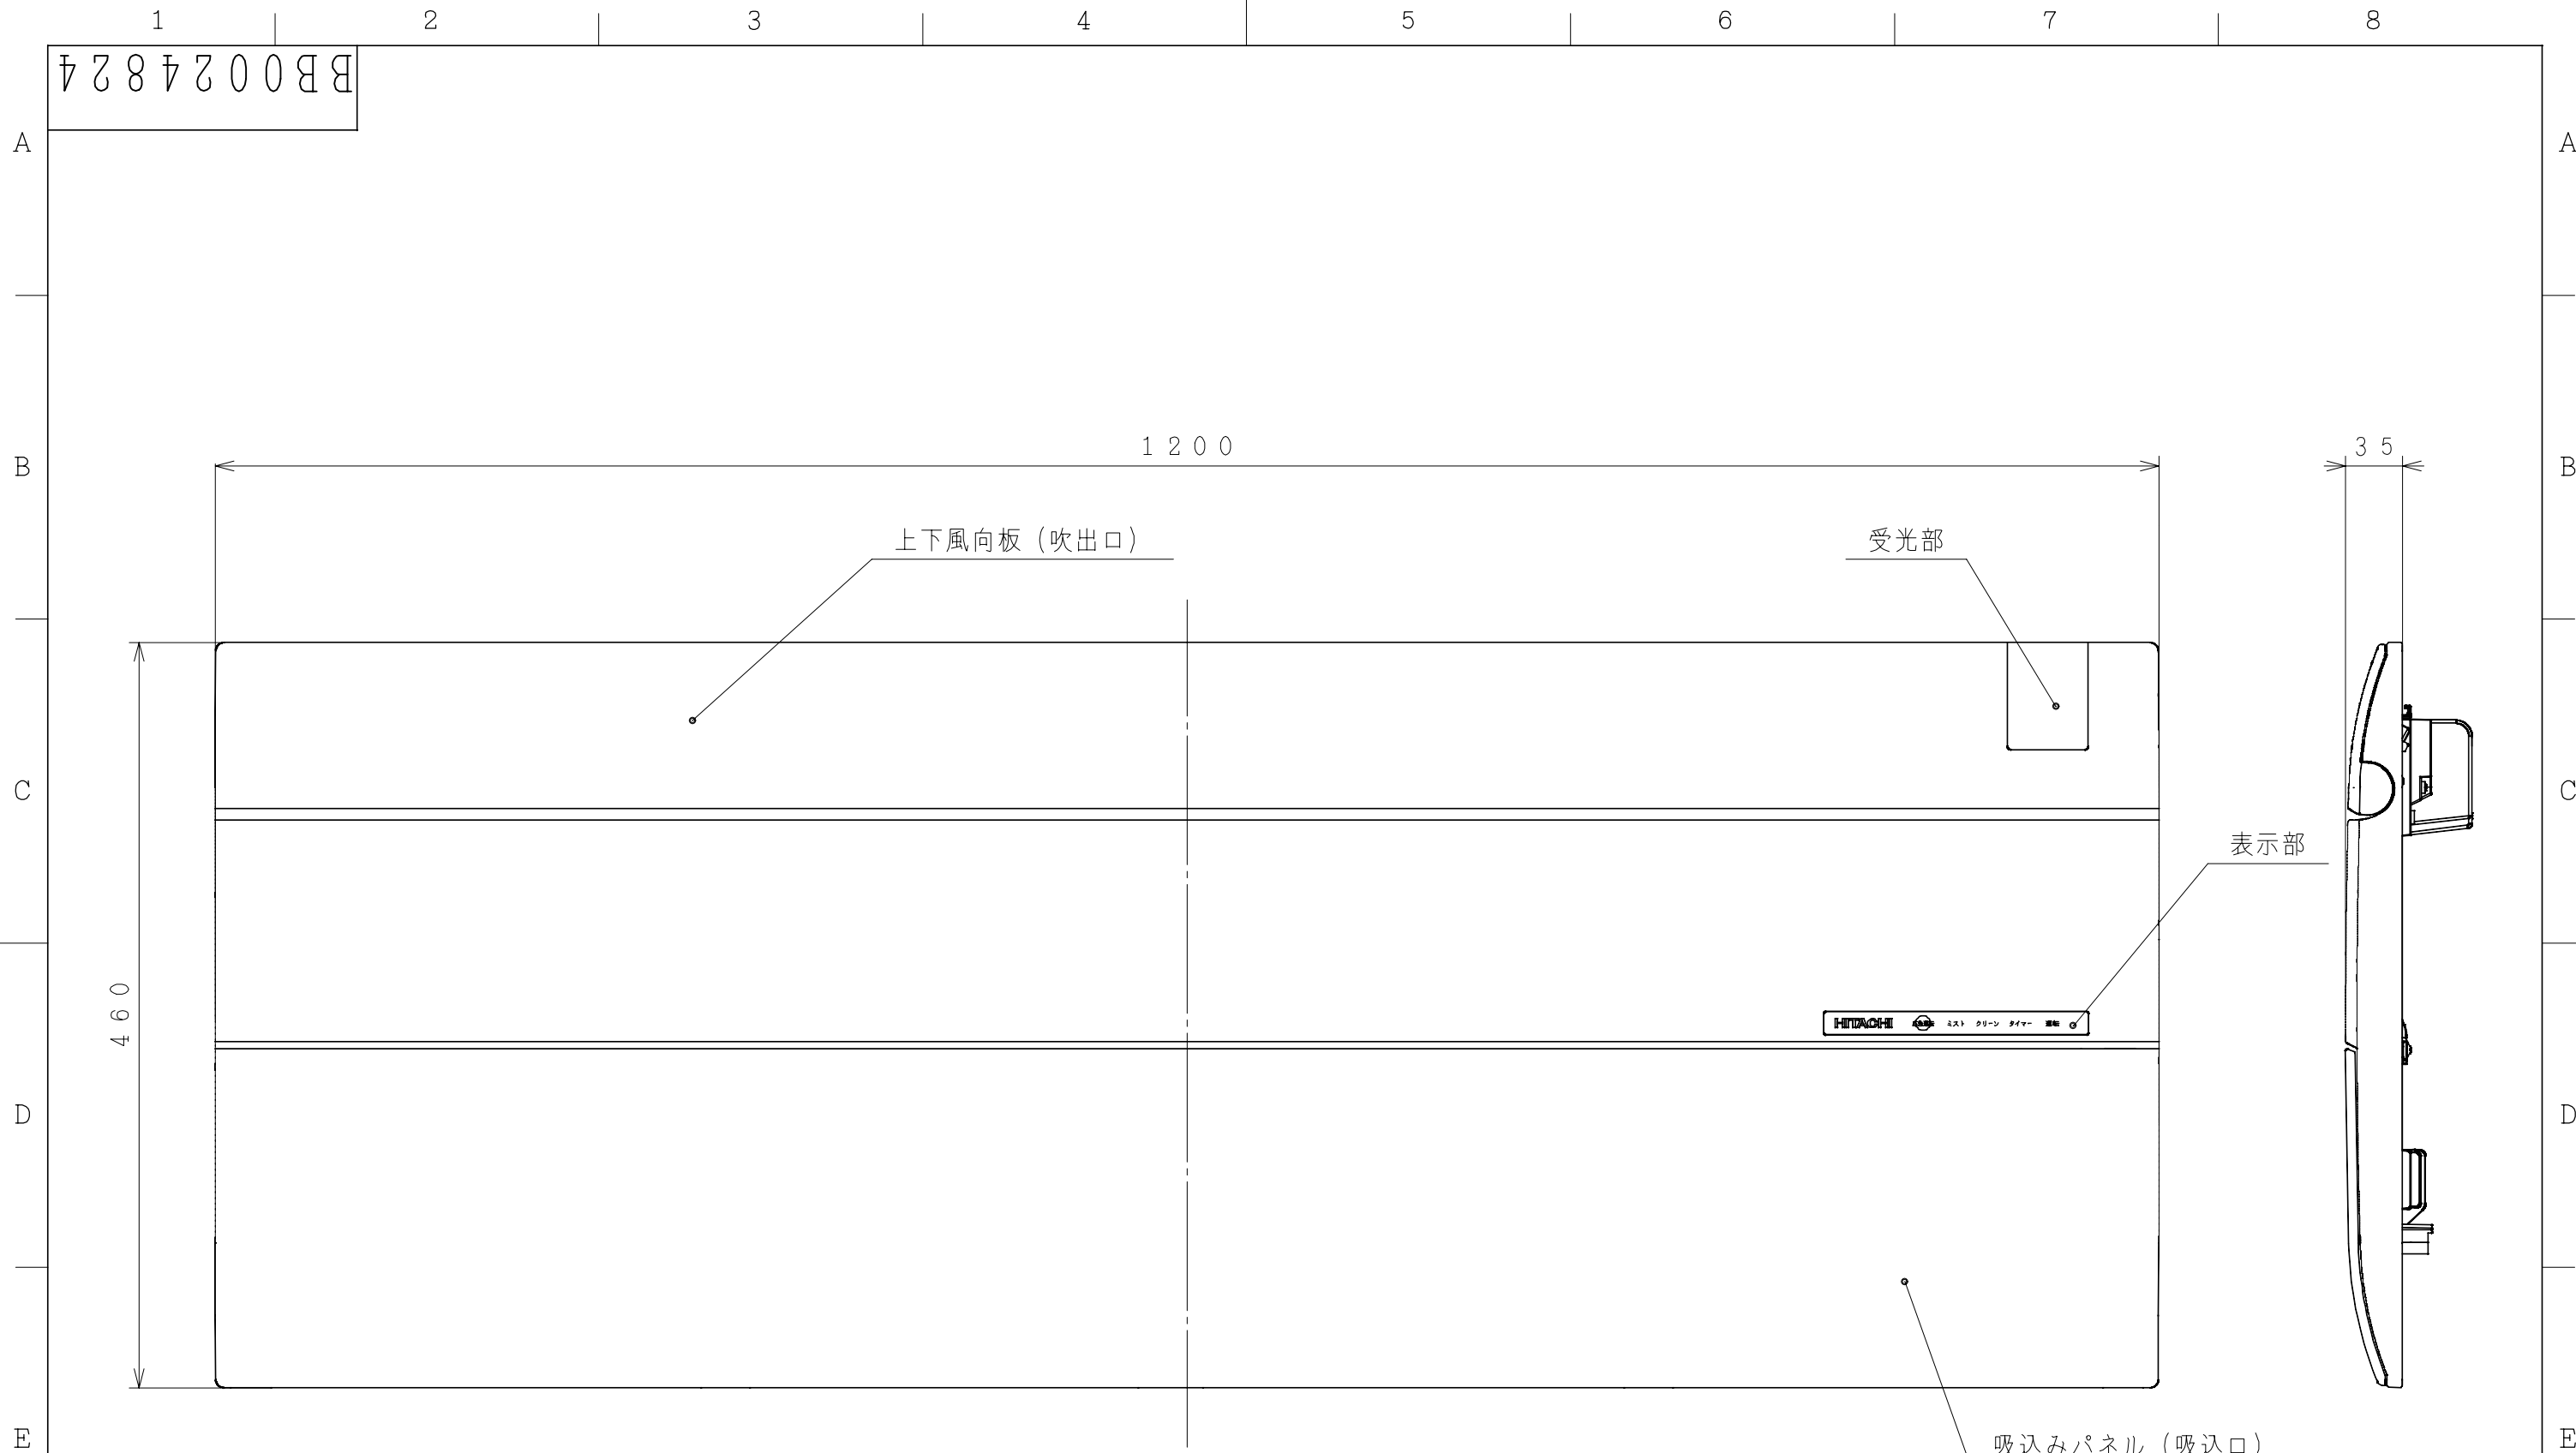 1 2 3 4 5 6 7 8
BB0024824
A A
1200 35
B B
上下風向板（吹出口） 受光部
C C
表示部
460
HITACHI ミスト クリーン タイマー 運転
D D
吸込みパネル（吸込口）
E E